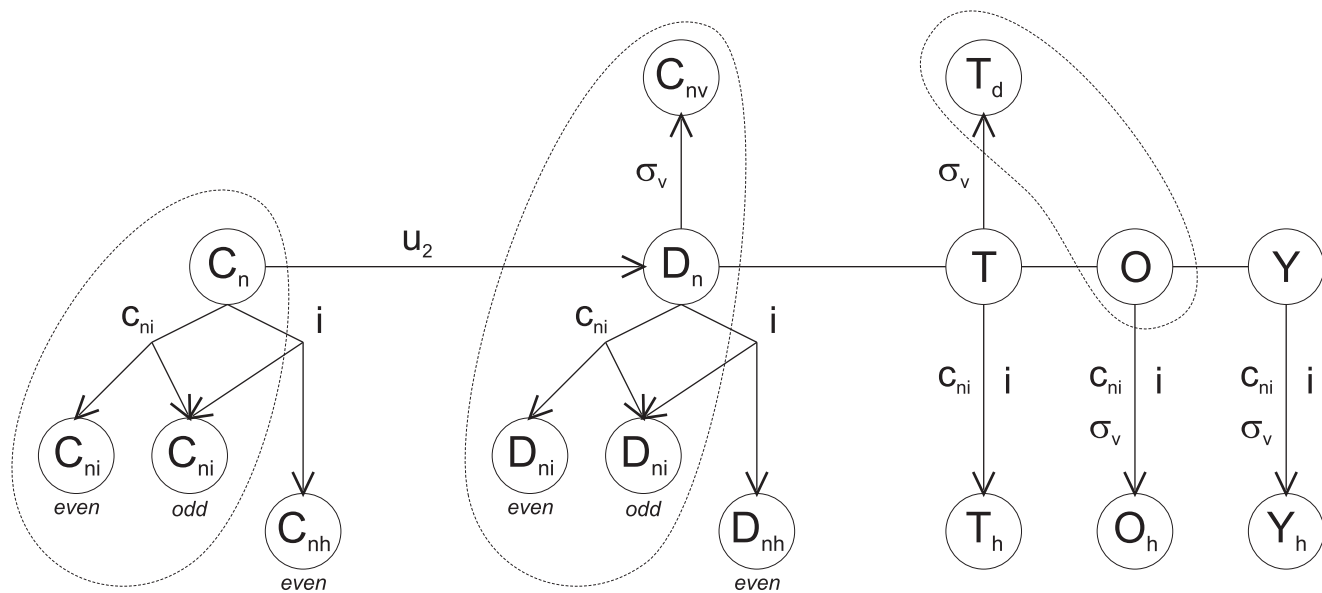 C_nv T_d
σ_v σ_v
C_n u_2 D_n T O Y
c_ni i c_ni i
c_ni i c_ni i c_ni i
σ_v σ_v
C_ni C_ni D_ni D_ni
even odd even odd
C_nh D_nh T_h O_h Y_h
even even